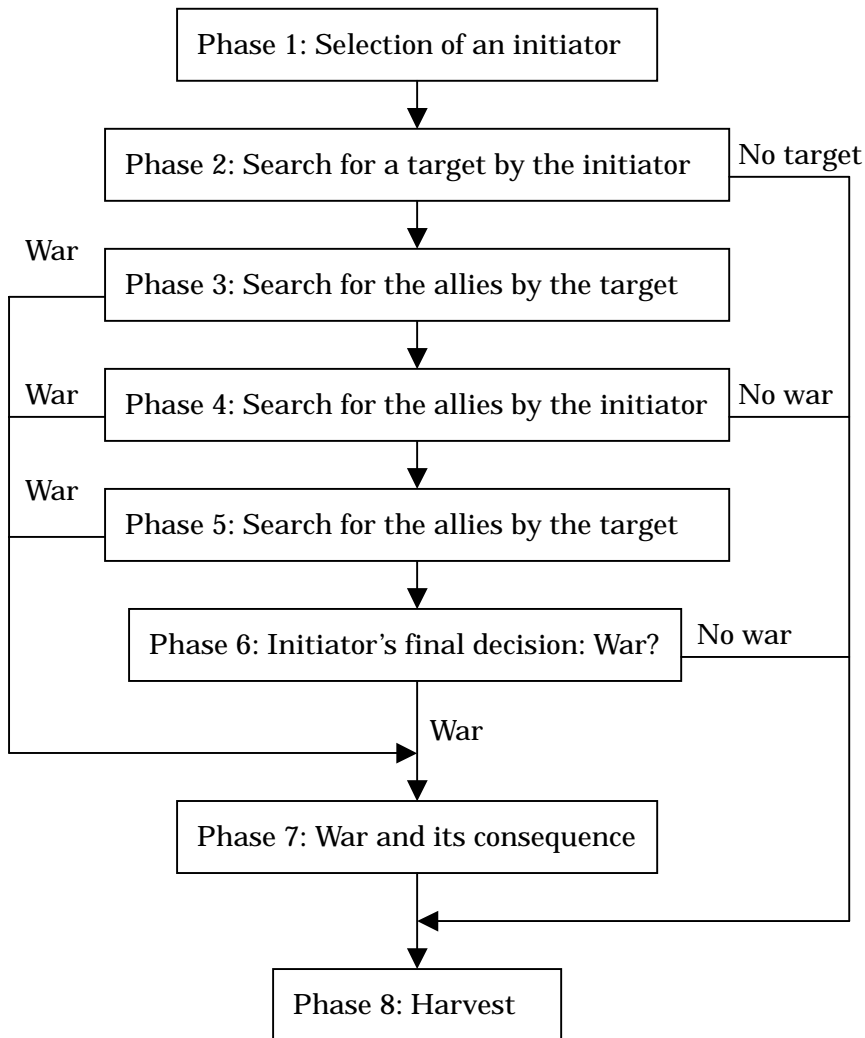 Phase 1: Selection of an initiator
Phase 2: Search for a target by the initiator
No target
War
Phase 3: Search for the allies by the target
War
Phase 4: Search for the allies by the initiator
No war
War
Phase 5: Search for the allies by the target
Phase 6: Initiator’s final decision: War?
No war
War
Phase 7: War and its consequence
Phase 8: Harvest